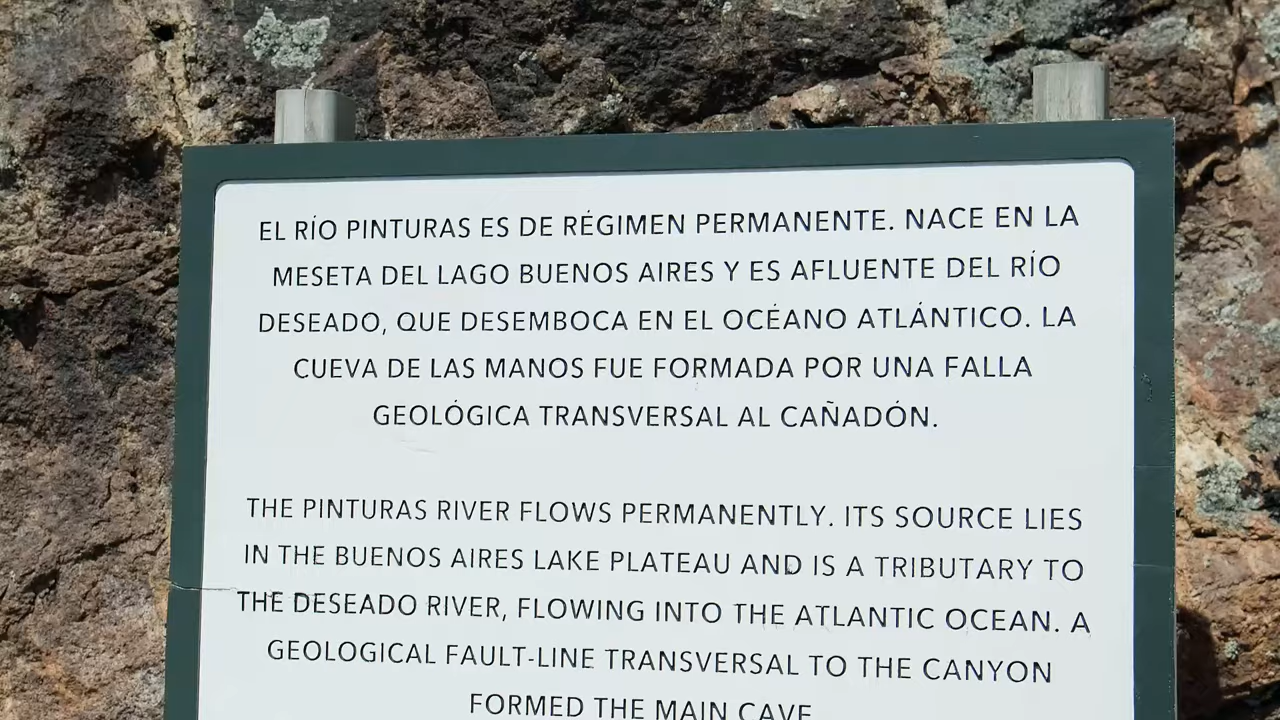 EL RÍO PINTURAS ES DE RÉGIMEN PERMANENTE. NACE EN LA
MESETA DEL LAGO BUENOS AIRES Y ES AFLUENTE DEL RÍO
DESEADO, QUE DESEMBOCA EN EL OCÉANO ATLÁNTICO. LA
CUEVA DE LAS MANOS FUE FORMADA POR UNA FALLA
GEOLÓGICA TRANSVERSAL AL CAÑADÓN.
THE PINTURAS RIVER FLOWS PERMANENTLY. ITS SOURCE LIES
IN THE BUENOS AIRES LAKE PLATEAU AND IS A TRIBUTARY TO
THE DESEADO RIVER, FLOWING INTO THE ATLANTIC OCEAN. A
GEOLOGICAL FAULT-LINE TRANSVERSAL TO THE CANYON
FORMED THE MAIN CAVE